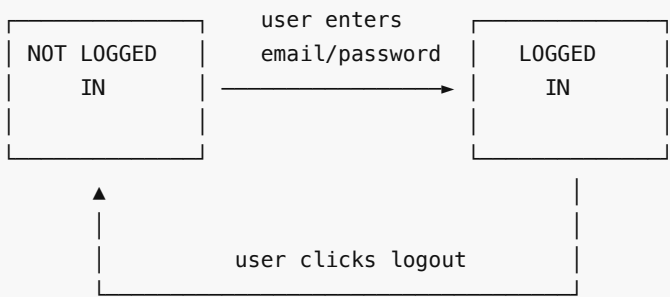 user enters
NOT LOGGED email/password LOGGED
IN IN
user clicks logout